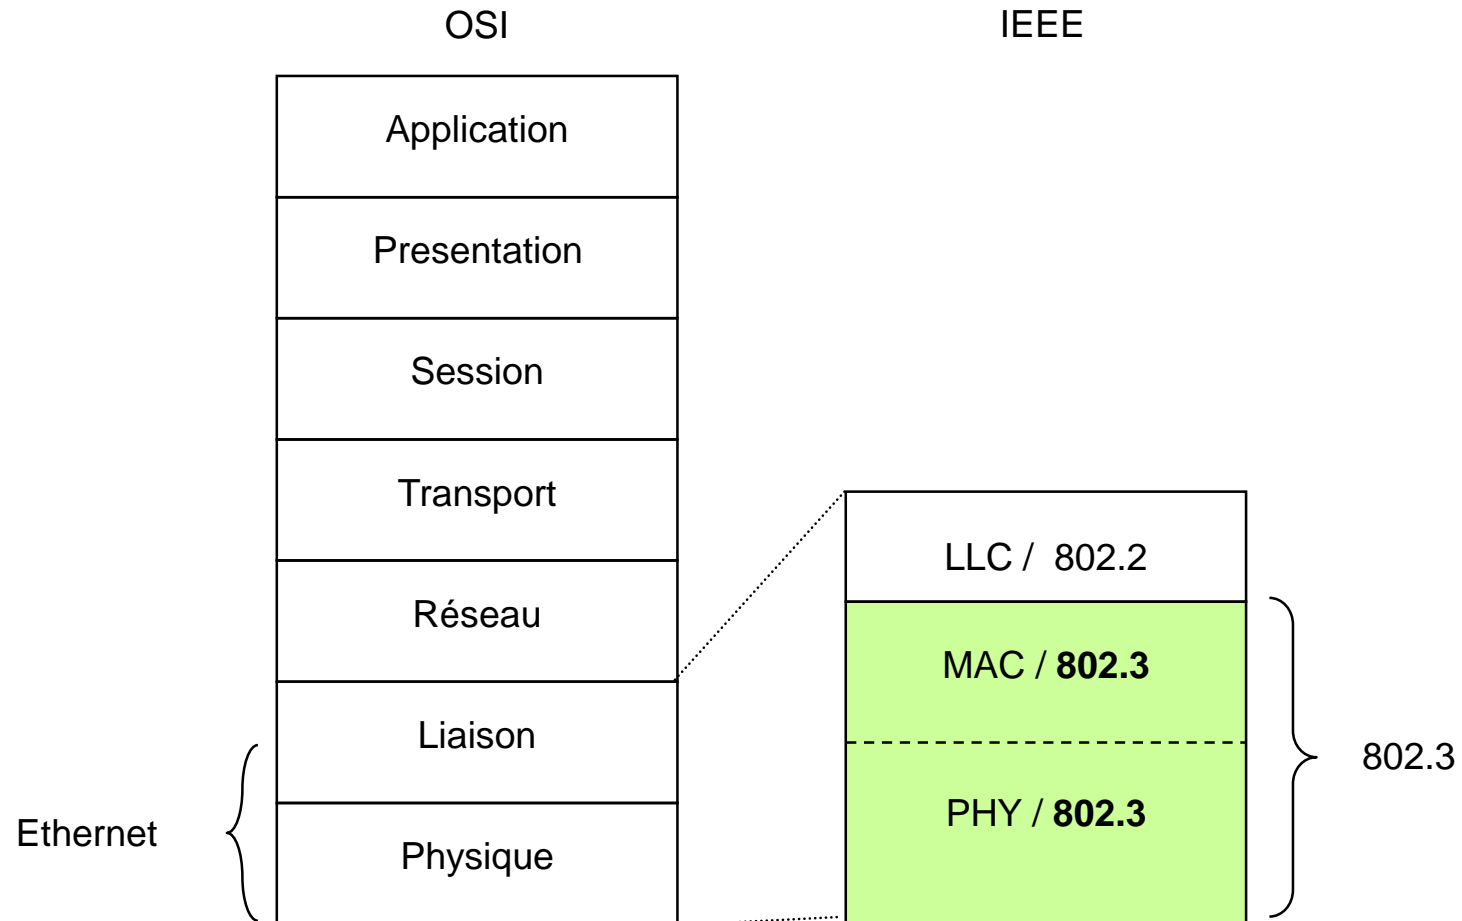 OSI
IEEE
Application
Presentation
Session
Transport
Réseau
Liaison
Physique
Ethernet
LLC / 802.2
MAC / 802.3
PHY / 802.3
802.3